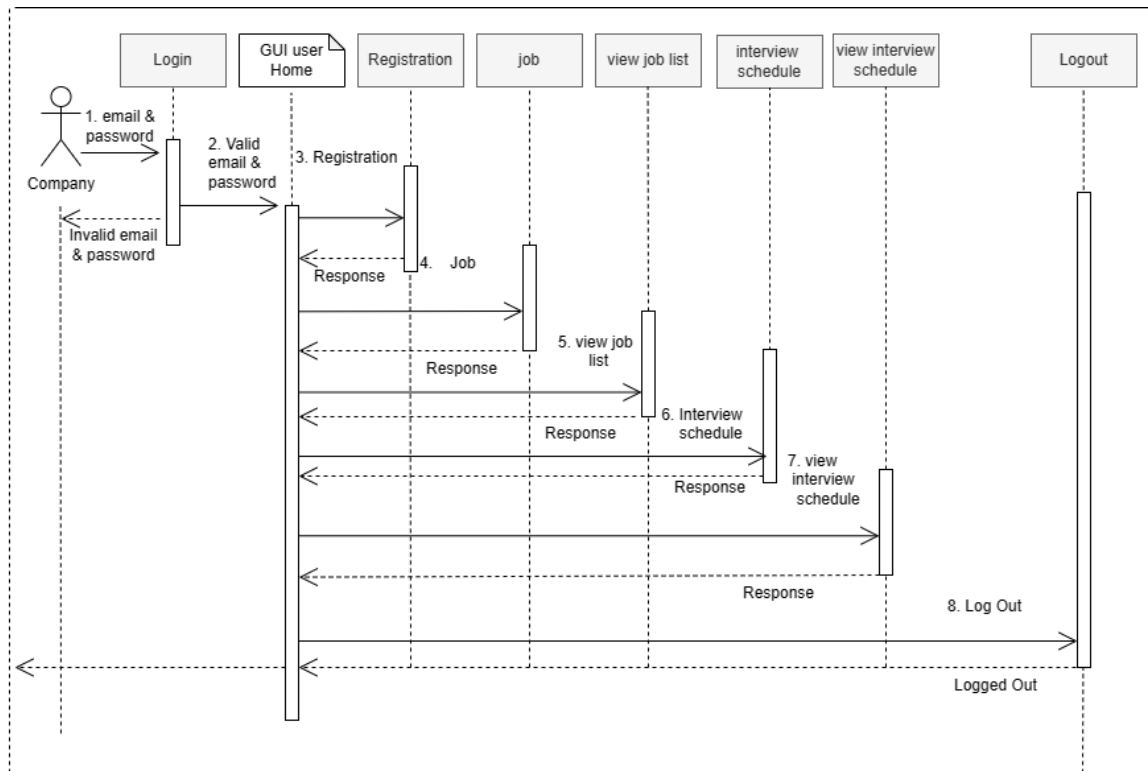 Login
GUI user
Home
Registration
job
view job list
interview
schedule
view interview
schedule
Logout
1. email &
password
Company
2. Valid
email &
password
3. Registration
Invalid email
& password
Response
4. Job
Response
5. view job
list
Response
6. Interview
schedule
Response
7. view
interview
schedule
Response
8. Log Out
Logged Out